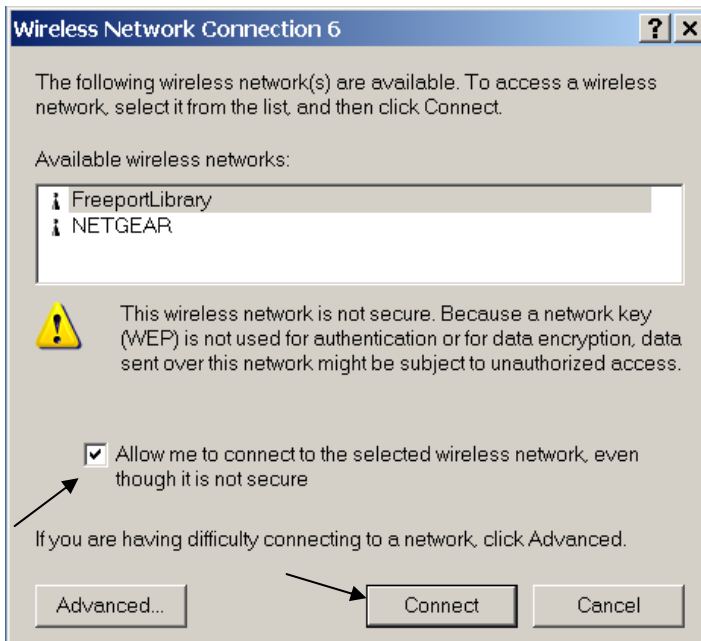 Wireless Network Connection 6
The following wireless network(s) are available. To access a wireless
network, select it from the list, and then click Connect.
Available wireless networks:
FreeportLibrary
NETGEAR
This wireless network is not secure. Because a network key
(WEP) is not used for authentication or for data encryption, data
sent over this network might be subject to unauthorized access.
Allow me to connect to the selected wireless network, even
though it is not secure
If you are having difficulty connecting to a network, click Advanced.
Advanced... Connect Cancel